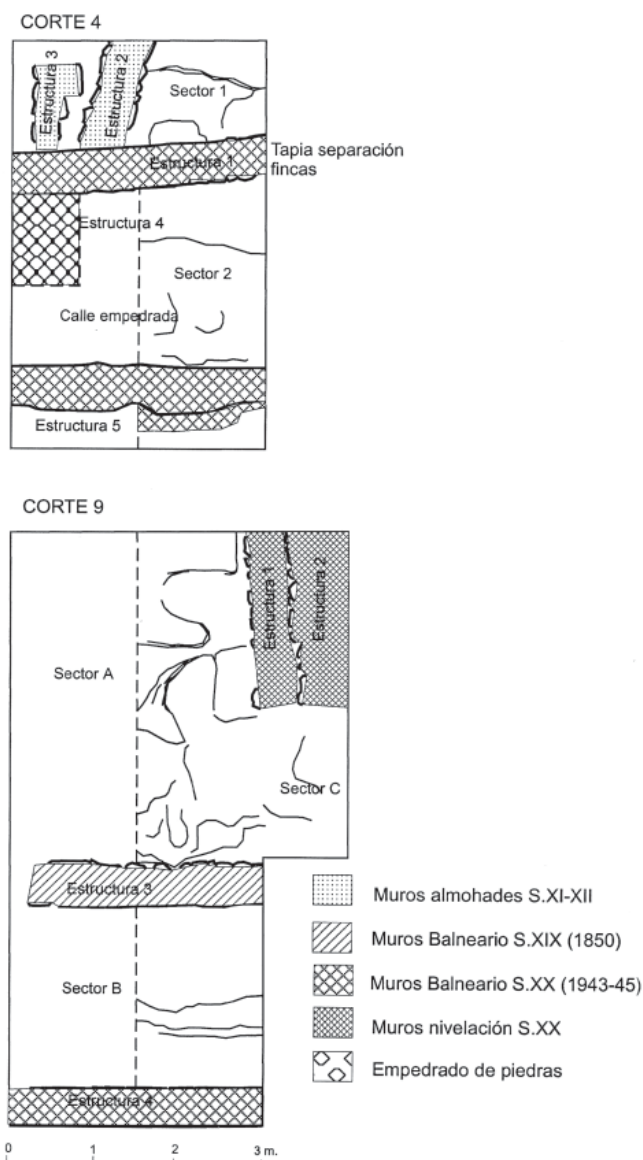 CORTE 4
Estructura 3
Estructura 2
Sector 1
Estructura 1
Tapia separación
fincas
Estructura 4
Sector 2
Calle empedrada
Estructura 5
CORTE 9
Estructura 1
Estructura 2
Sector A
Sector C
Estructura 3
Sector B
Estructura 4
Muros almohades S.XI-XII
Muros Balneario S.XIX (1850)
Muros Balneario S.XX (1943-45)
Muros nivelación S.XX
Empedrado de piedras
0 1 2 3 m.